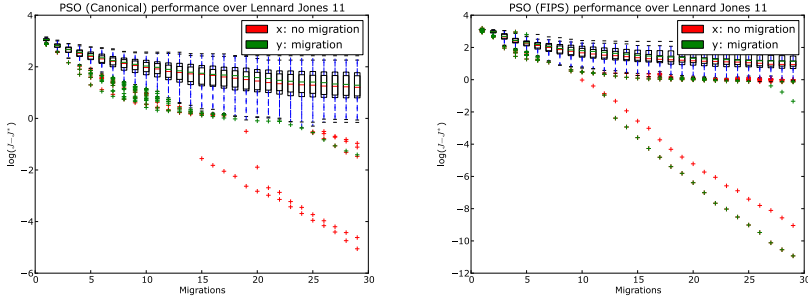 PSO (Canonical) performance over Lennard Jones 11
x: no migration
y: migration
log(J−J*)
4
2
0
−2
−4
−6
0 5 10 15 20 25 30
Migrations
PSO (FIPS) performance over Lennard Jones 11
x: no migration
y: migration
log(J−J*)
4
2
0
−2
−4
−6
−8
−10
−12
0 5 10 15 20 25 30
Migrations